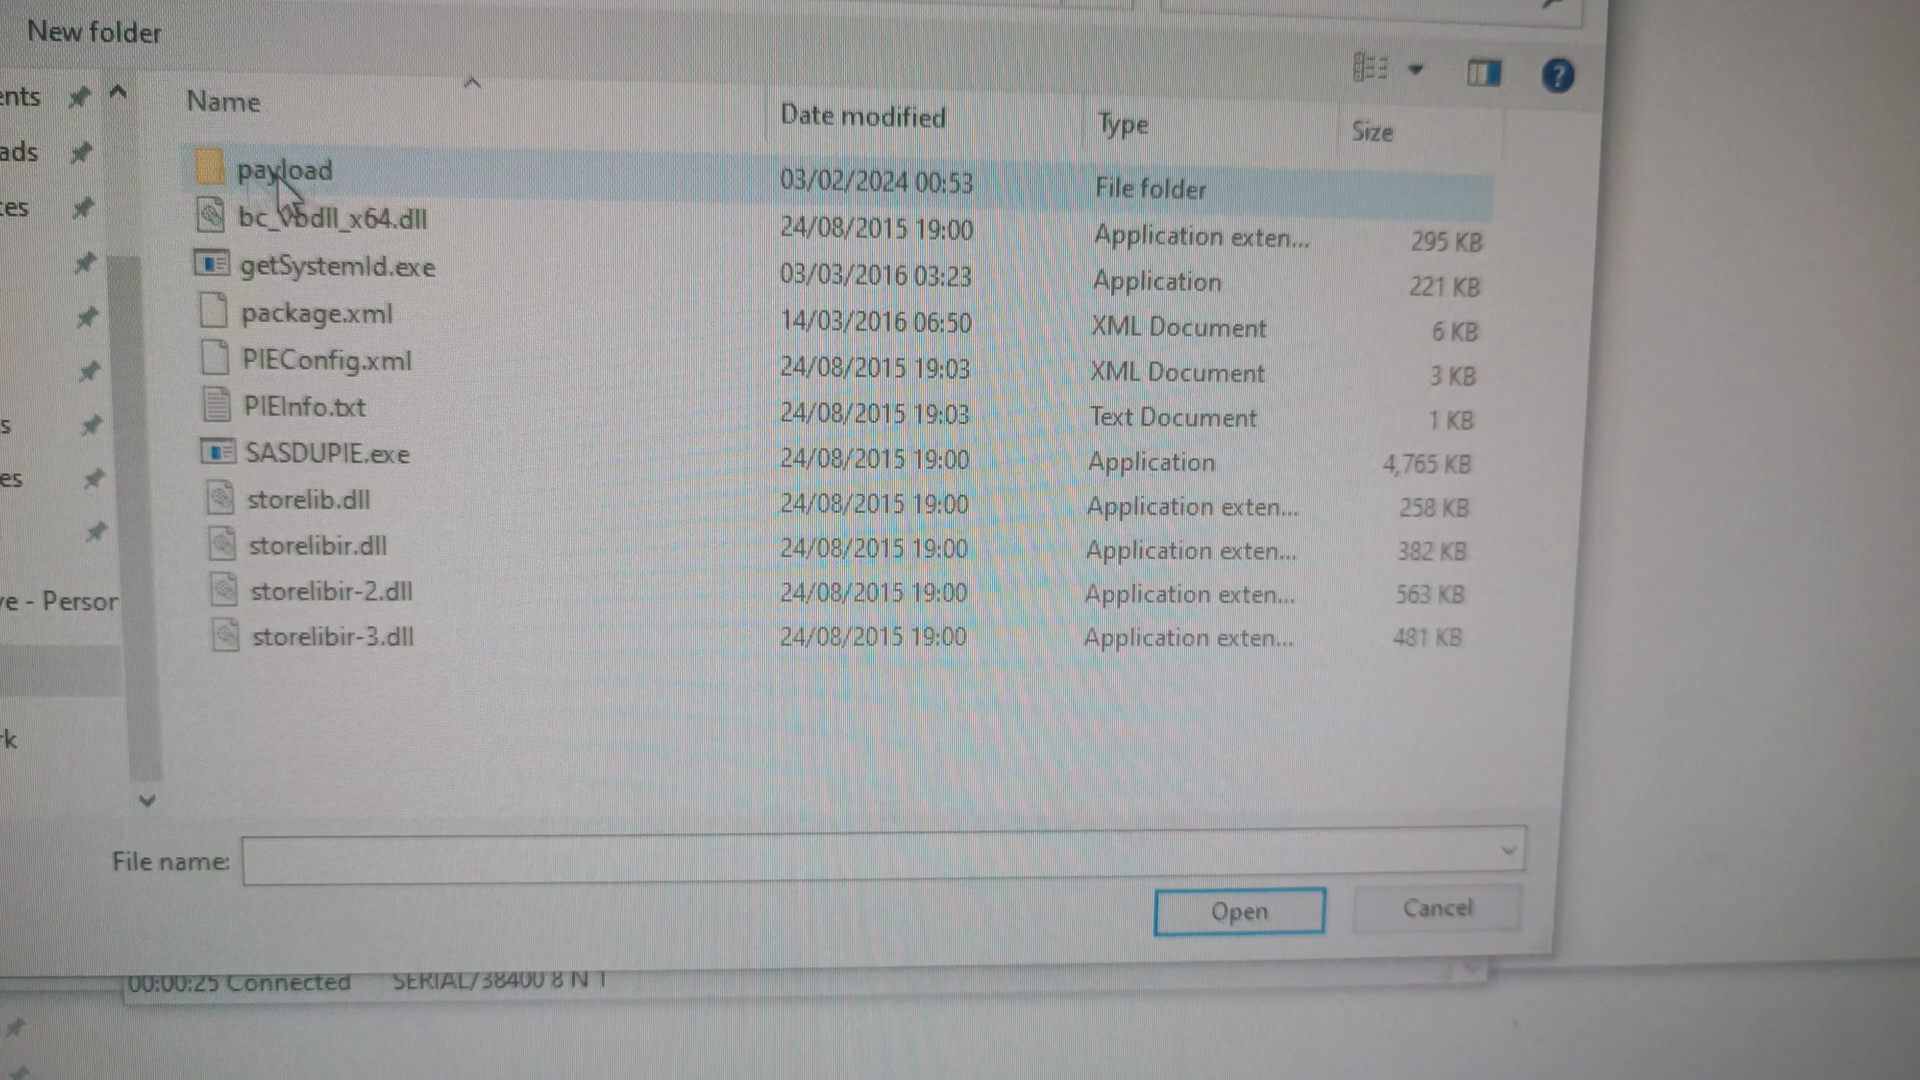 New folder
Name Date modified Type Size
ents
payload 03/02/2024 00:53 File folder
ads
bc_vbdll_x64.dll 24/08/2015 19:00 Application exten... 295 KB
getSystemId.exe 03/03/2016 03:23 Application 221 KB
package.xml 14/03/2016 06:50 XML Document 6 KB
PIEConfig.xml 24/08/2015 19:03 XML Document 3 KB
PIEInfo.txt 24/08/2015 19:03 Text Document 1 KB
s
SASDUPIE.exe 24/08/2015 19:00 Application 4,765 KB
es
storelib.dll 24/08/2015 19:00 Application exten... 258 KB
storelibir.dll 24/08/2015 19:00 Application exten... 382 KB
storelibir-2.dll 24/08/2015 19:00 Application exten... 563 KB
ve - Person
storelibir-3.dll 24/08/2015 19:00 Application exten... 481 KB
rk
File name:
Open Cancel
00:00:25 Connected SERIAL/38400 8 N 1